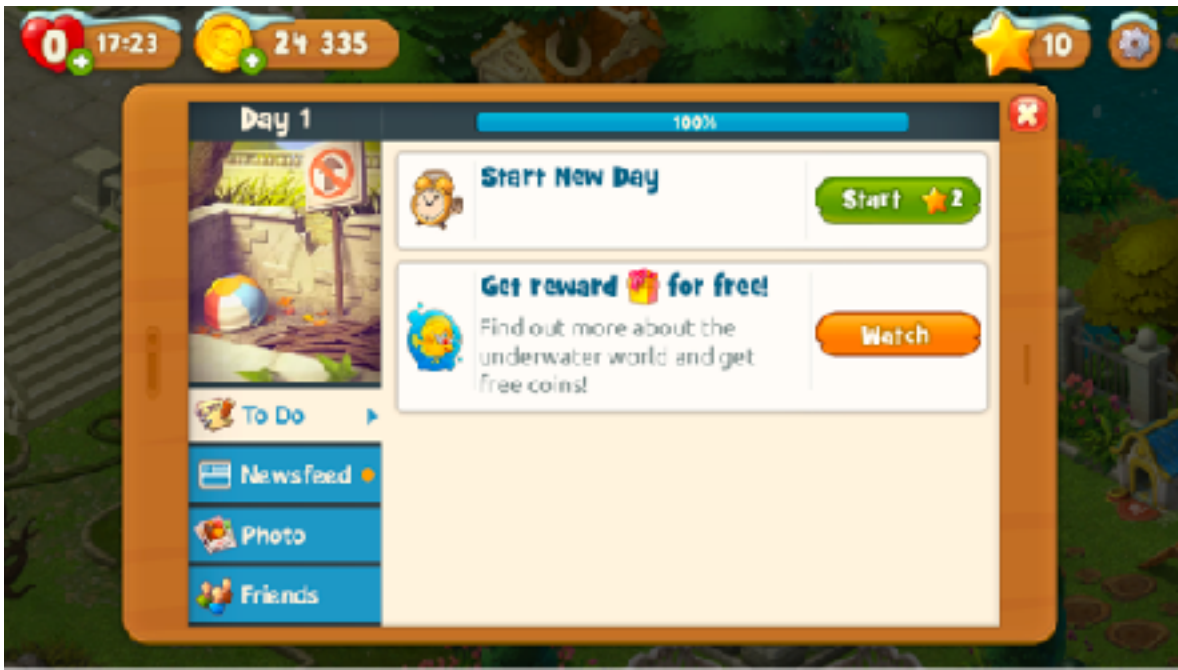 0 17:23
24 335
10
Day 1
100%
Start New Day
Start 2
Get reward for free!
Find out more about the
underwater world and get
free coins!
Watch
To Do
Newsfeed
Photo
Friends